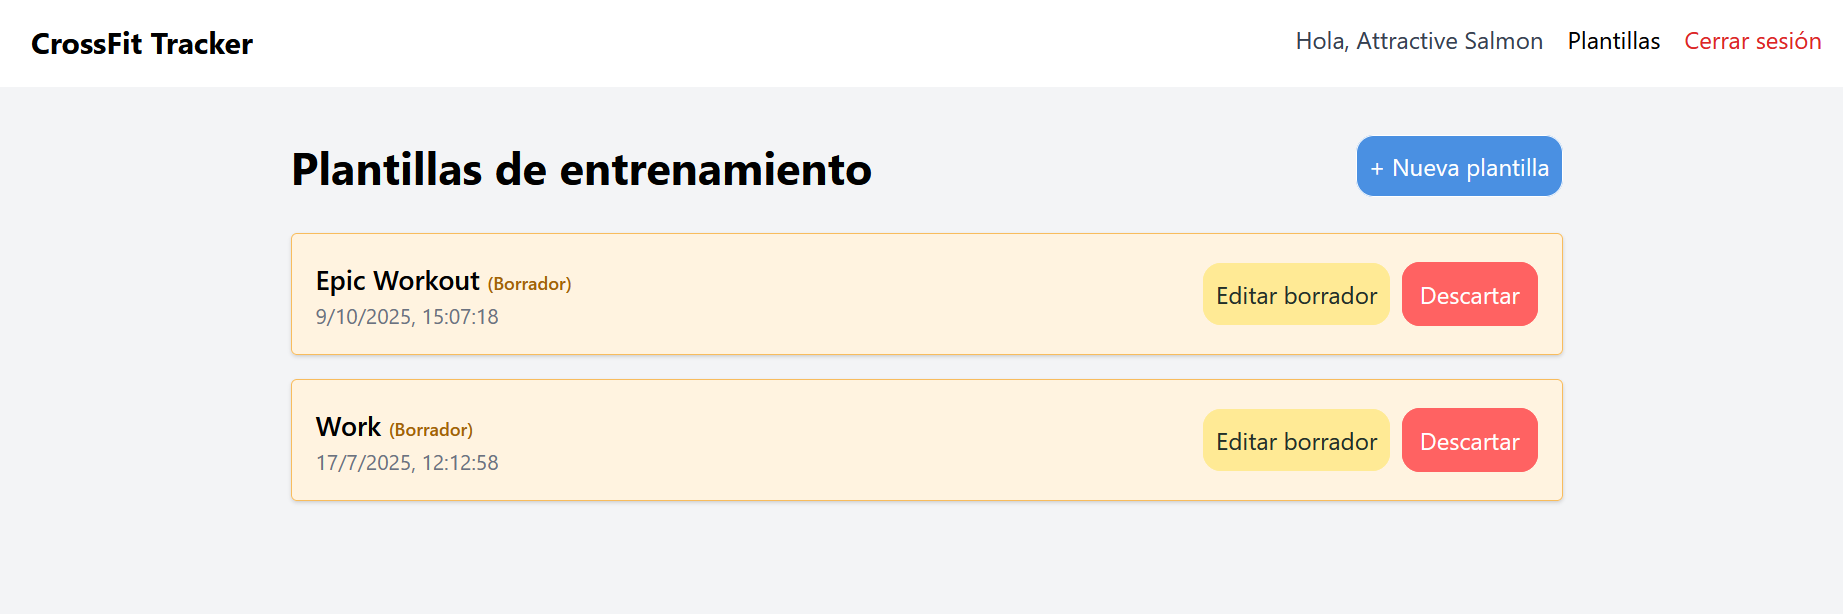 CrossFit Tracker
Hola, Attractive Salmon Plantillas Cerrar sesión
Plantillas de entrenamiento
+ Nueva plantilla
Epic Workout (Borrador)
9/10/2025, 15:07:18
Editar borrador Descartar
Work (Borrador)
17/7/2025, 12:12:58
Editar borrador Descartar